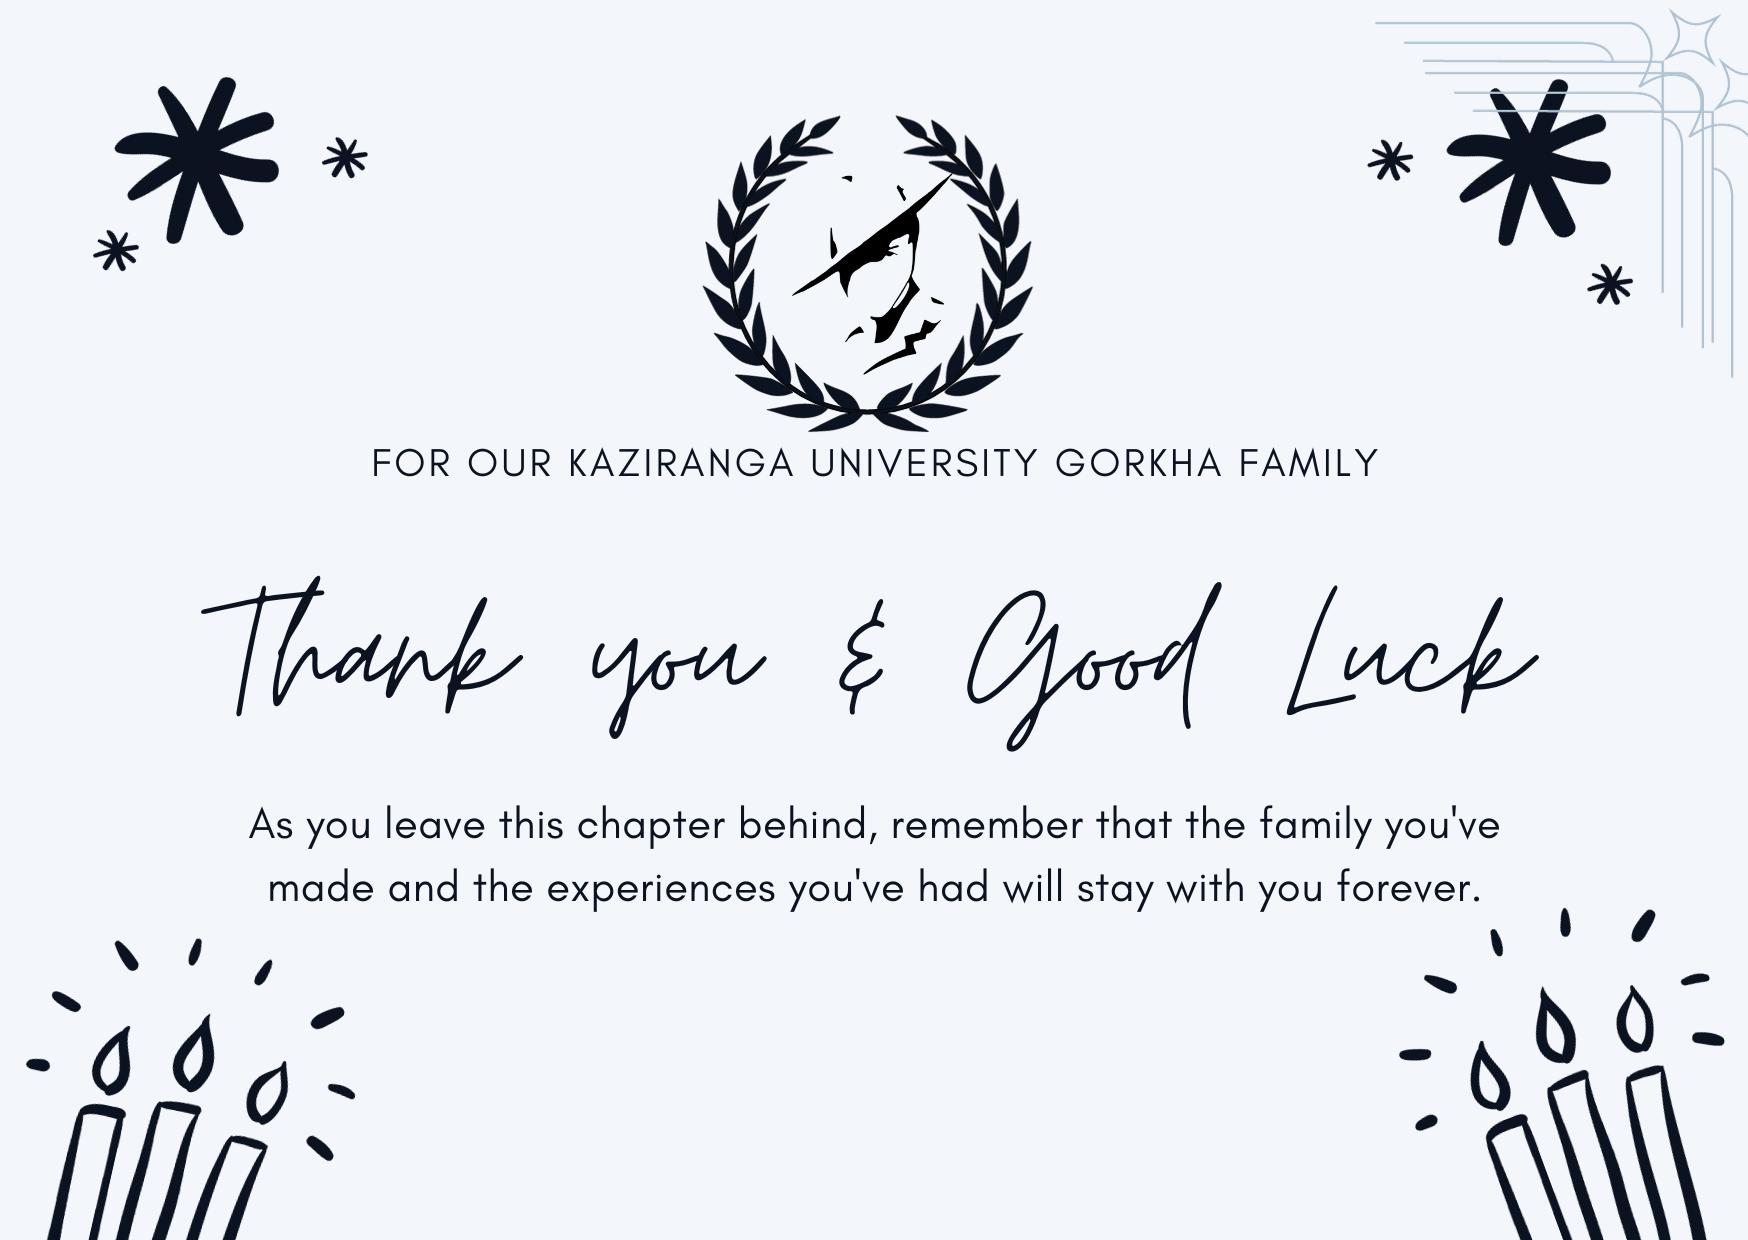 FOR OUR KAZIRANGA UNIVERSITY GORKHA FAMILY
Thank you & Good Luck
As you leave this chapter behind, remember that the family you've
made and the experiences you've had will stay with you forever.